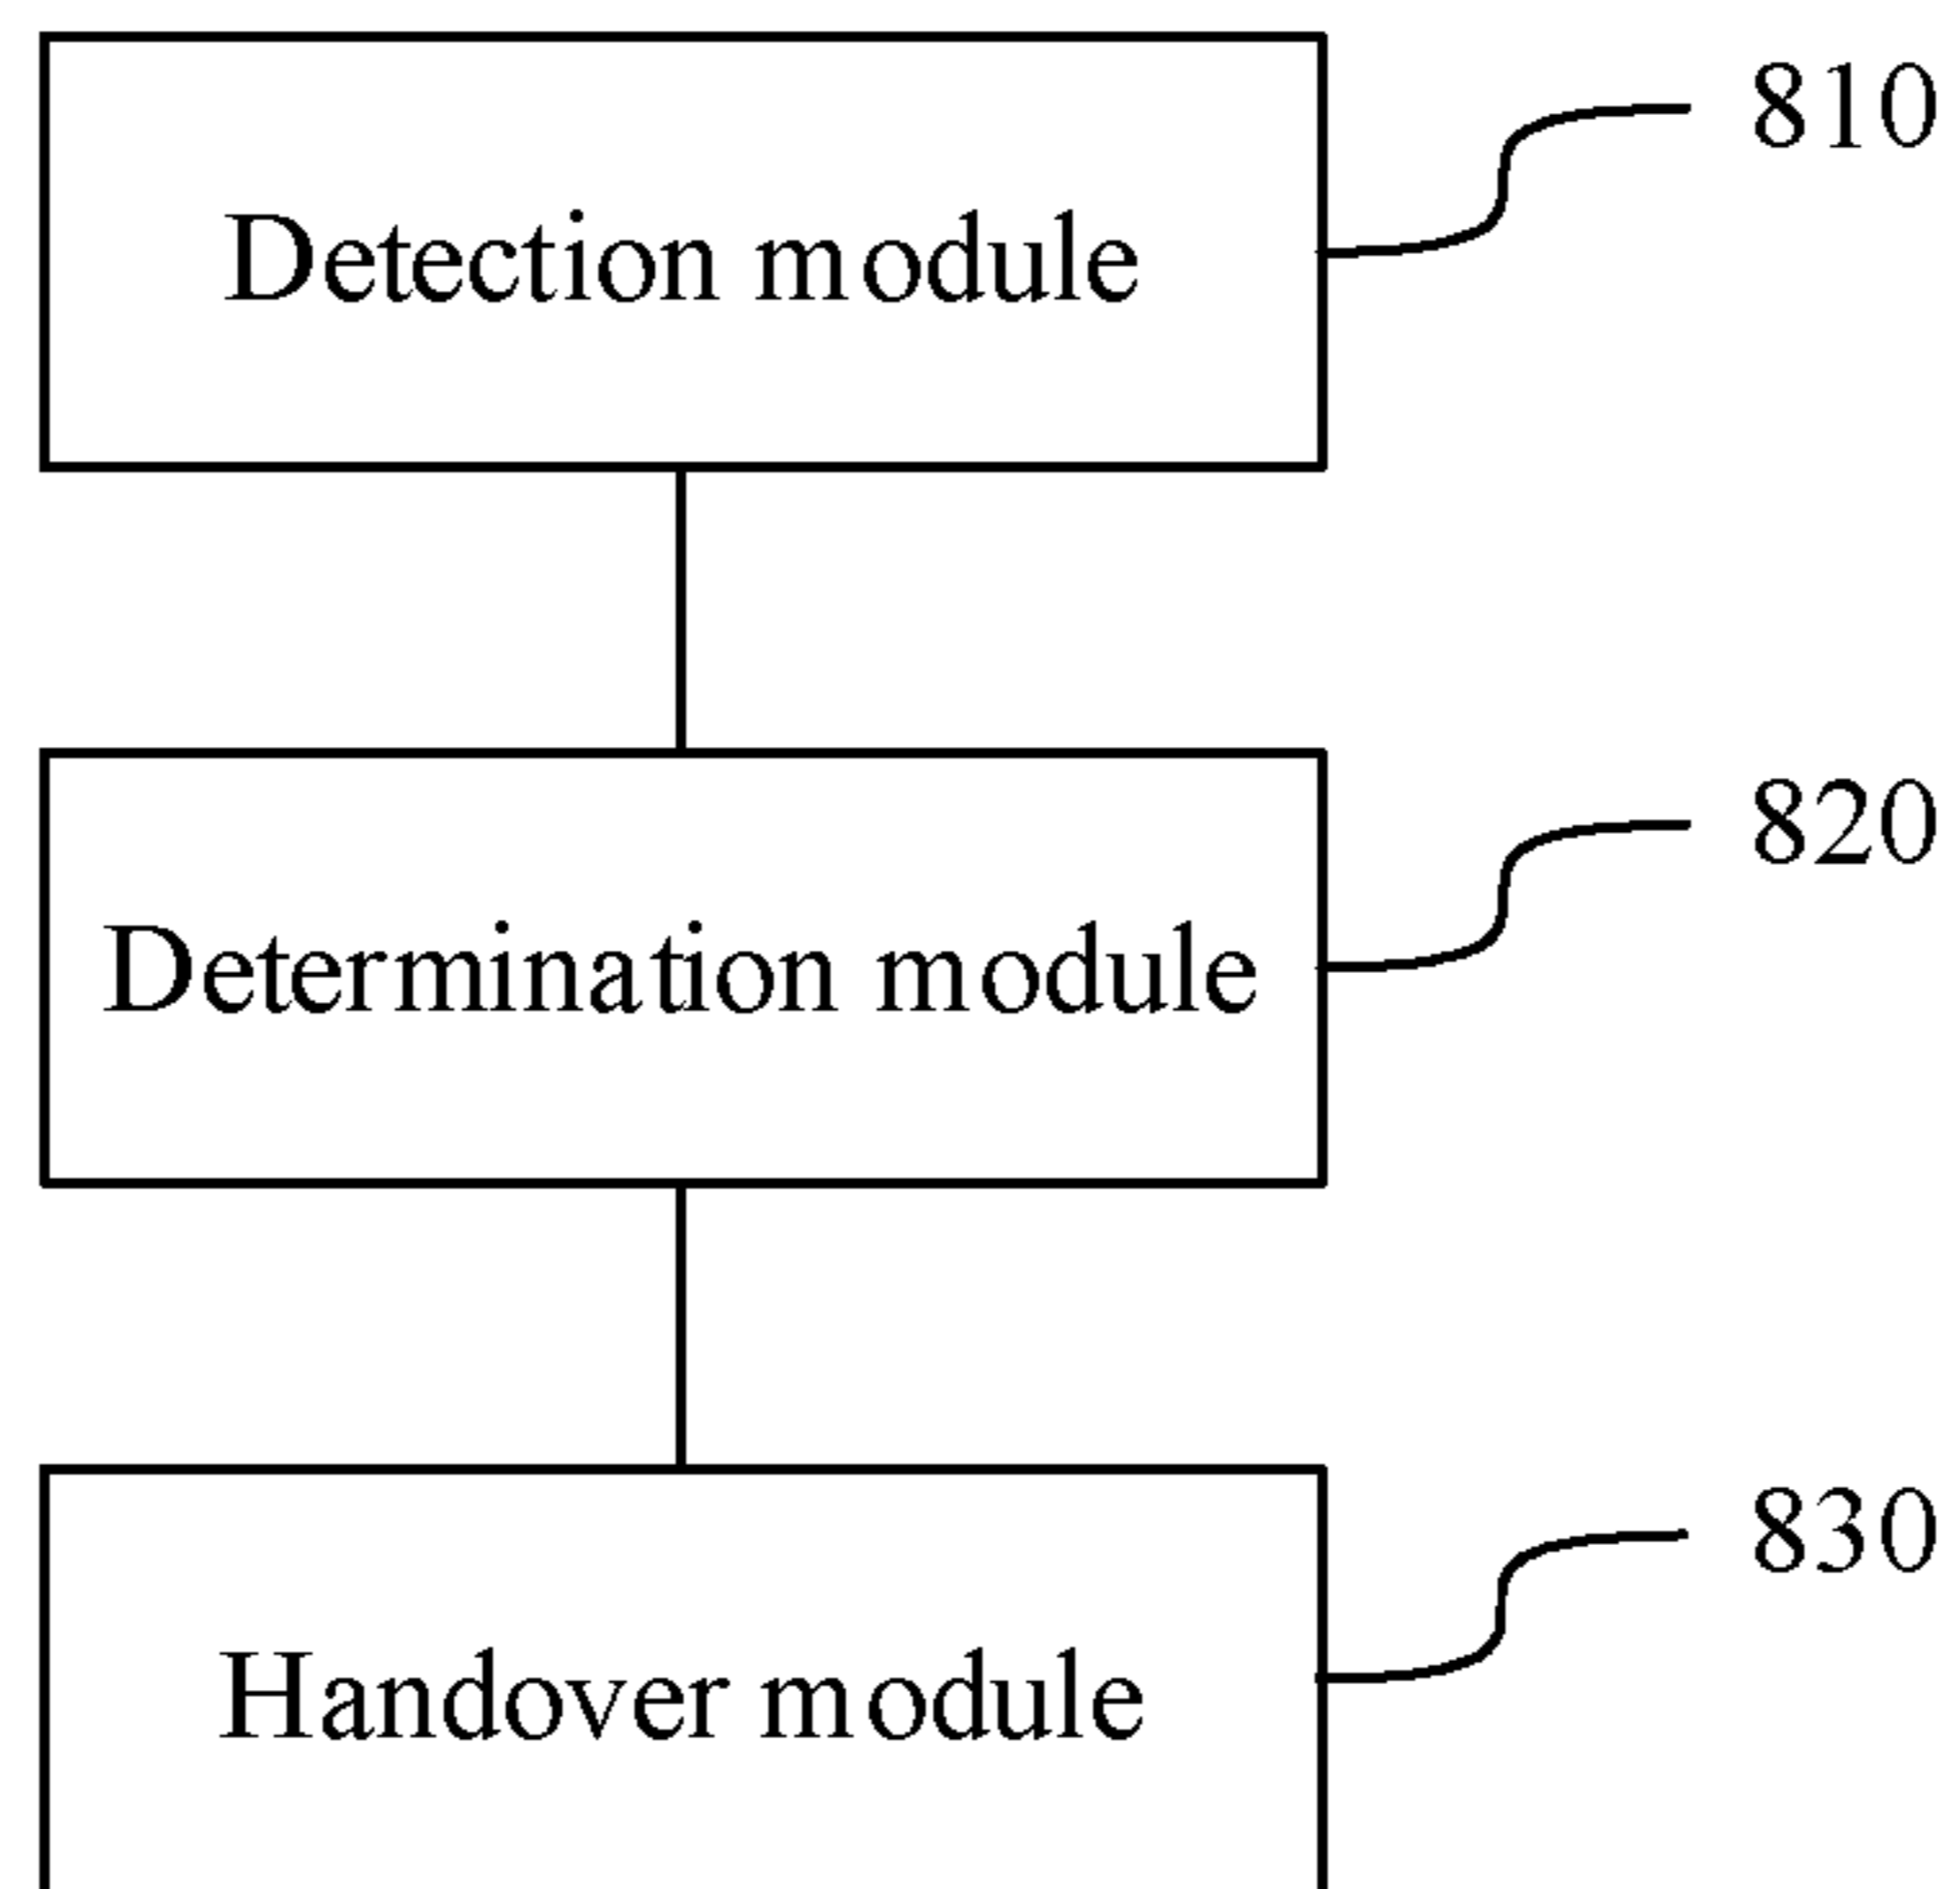 810
Detection module
820
Determination module
830
Handover module